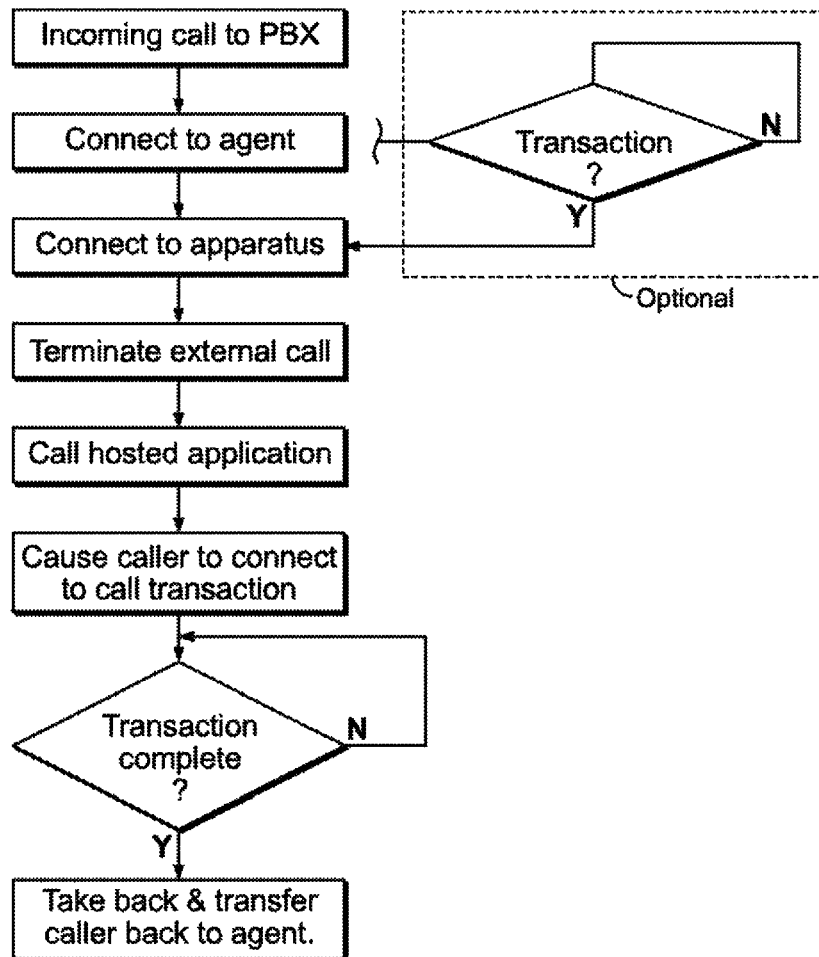 Incoming call to PBX
Connect to agent
Transaction
?
N
Y
Connect to apparatus
Optional
Terminate external call
Call hosted application
Cause caller to connect
to call transaction
Transaction
complete
?
N
Y
Take back & transfer
caller back to agent.